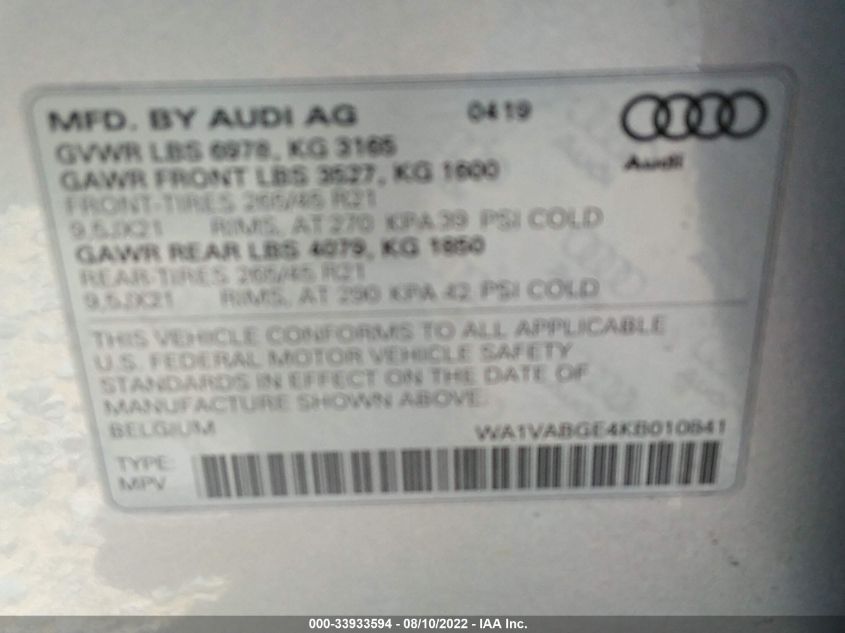 MFD. BY AUDI AG 0419
Audi
GVWR LBS 6978, KG 3165
GAWR FRONT LBS 3527, KG 1600
FRONT-TIRES 265/45 R21
9.5JX21 RIMS, AT 270 KPA 39 PSI COLD
GAWR REAR LBS 4079, KG 1850
REAR-TIRES 265/45 R21
9.5JX21 RIMS, AT 290 KPA 42 PSI COLD
THIS VEHICLE CONFORMS TO ALL APPLICABLE
U.S. FEDERAL MOTOR VEHICLE SAFETY
STANDARDS IN EFFECT ON THE DATE OF
MANUFACTURE SHOWN ABOVE.
BELGIUM WA1VABGE4KB010841
TYPE:
MPV
000-33933594 - 08/10/2022 - IAA Inc.